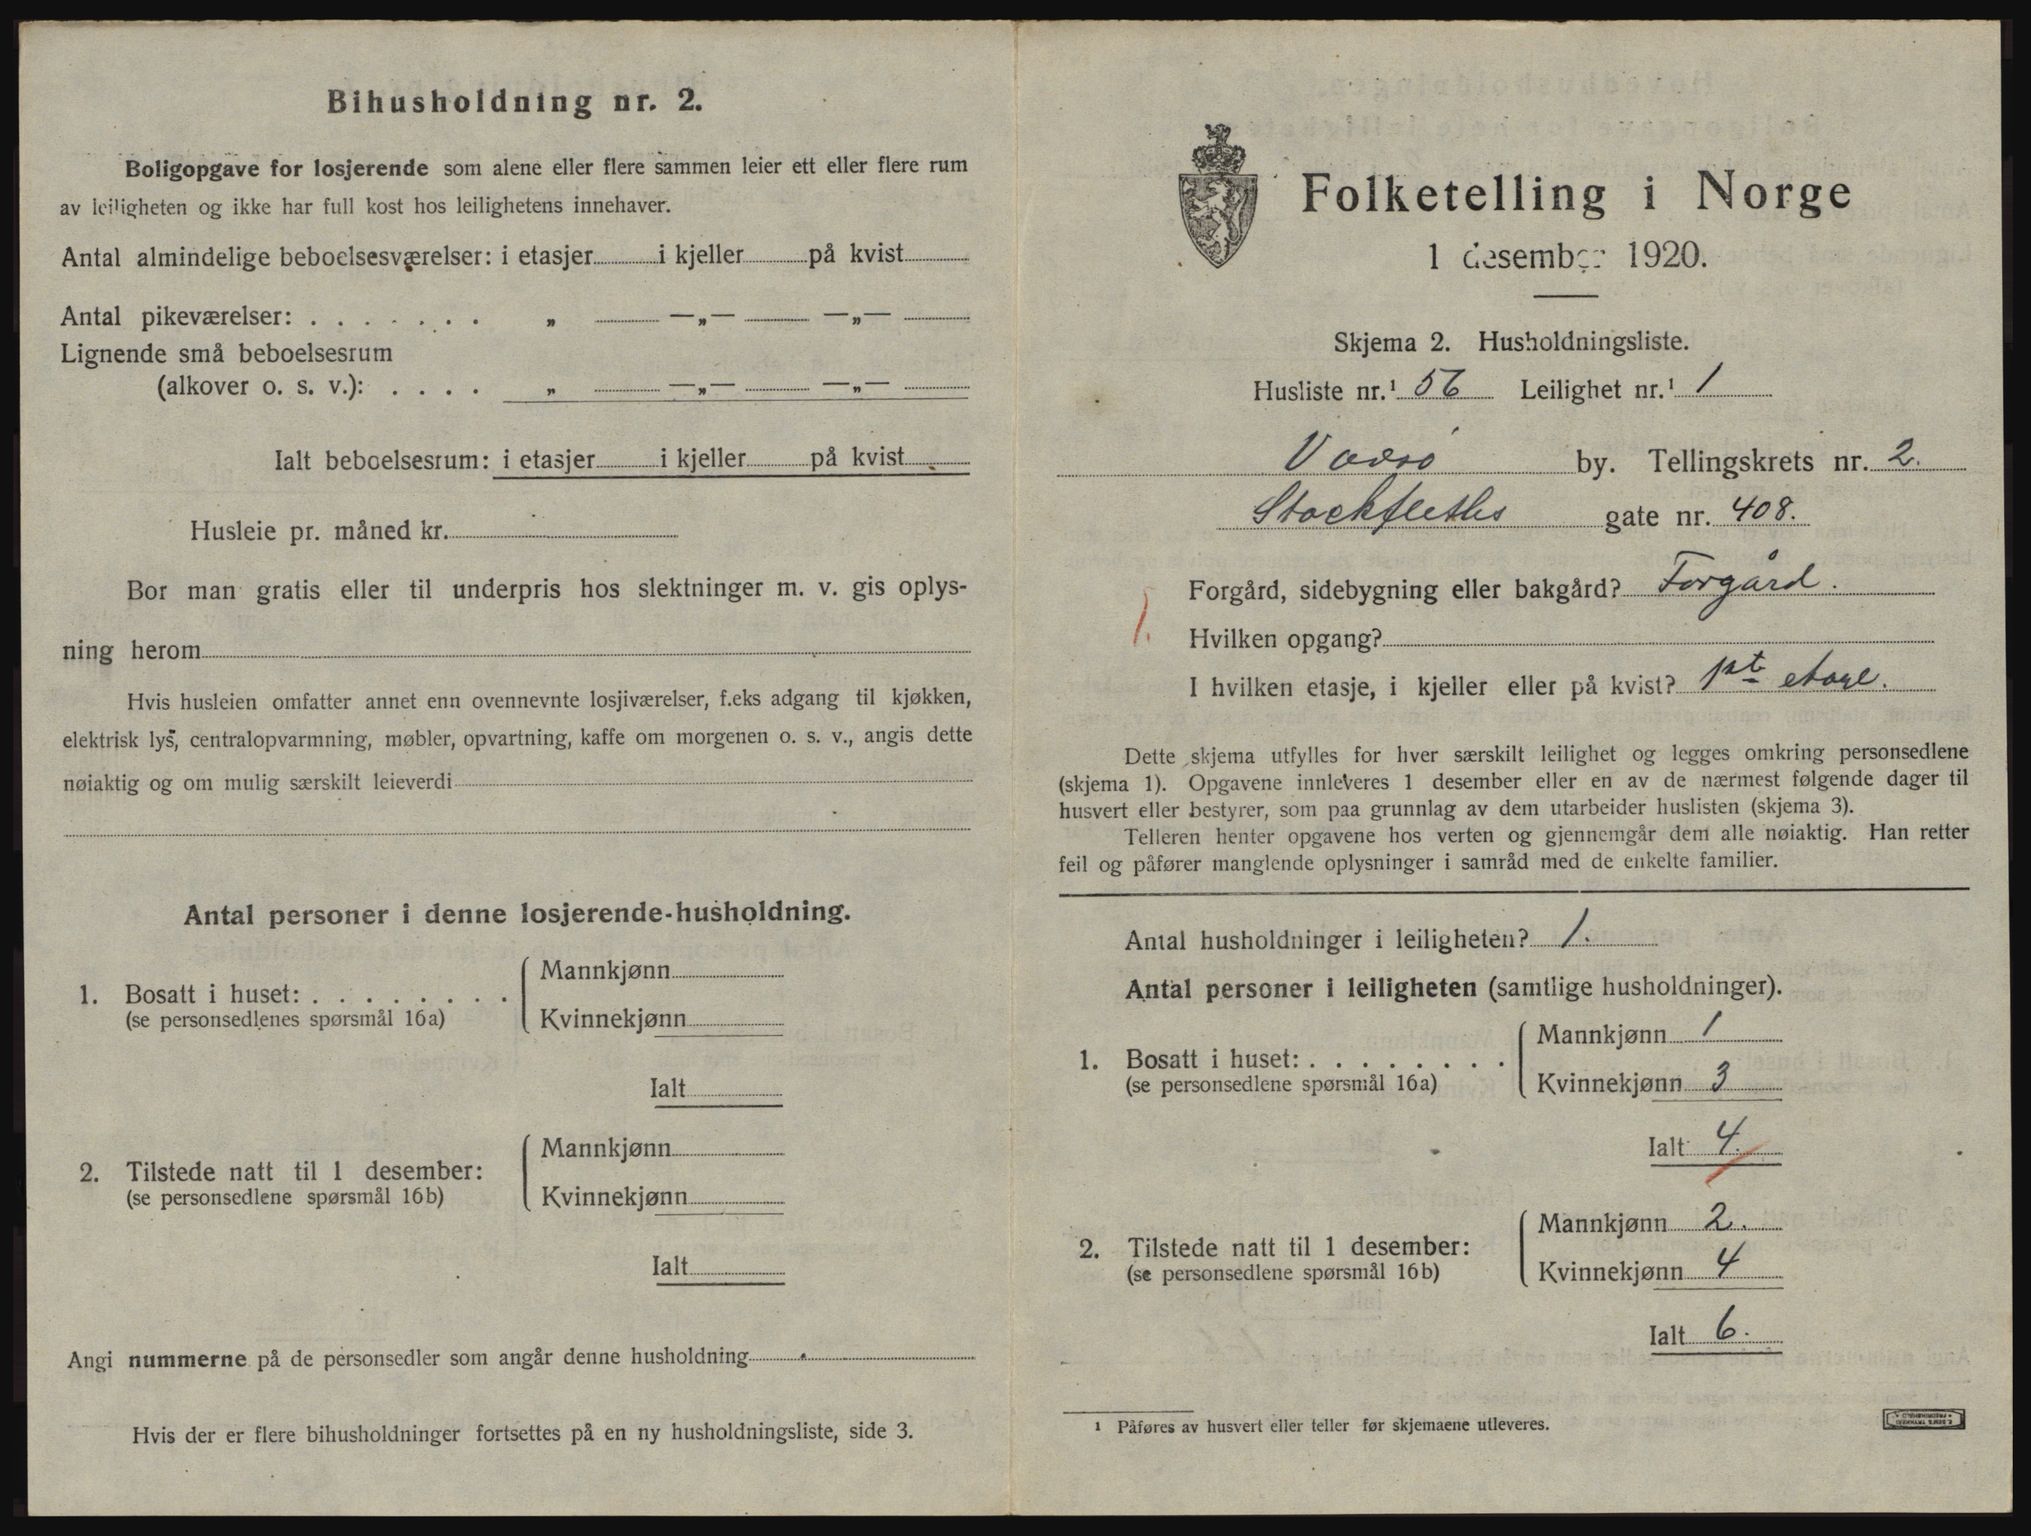 Bihusholdning nr. 2.
Boligopgave for losjerende som alene eller flere sammen leier ett eller flere rum
av leiligheten og ikke har full kost hos leilighetens innehaver.
Antal almindelige beboelsesværelser: i etasjer i kjeller på kvist
Antal pikeværelser: . . . . . . . „ —„— —„—
Lignende små beboelsesrum
(alkover o. s. v.): . . . . „ —„— —„—
Ialt beboelsesrum: i etasjer i kjeller på kvist
Husleie pr. måned kr.
Bor man gratis eller til underpris hos slektninger m. v. gis oplys-
ning herom
Hvis husleien omfatter annet enn ovennevnte losjiværelser, f.eks adgang til kjøkken,
elektrisk lys, centralopvarmning, møbler, opvartning, kaffe om morgenen o. s. v., angis dette
nøiaktig og om mulig særskilt leieverdi
Antal personer i denne losjerende-husholdning.
1. Bosatt i huset: . . . . . . . .
(se personsedlenes spørsmål 16a)
Mannkjønn
Kvinnekjønn
Ialt
2. Tilstede natt til 1 desember:
(se personsedlene spørsmål 16b)
Mannkjønn
Kvinnekjønn
Ialt
Angi nummerne på de personsedler som angår denne husholdning
Hvis der er flere bihusholdninger fortsettes på en ny husholdningsliste, side 3.
Folketelling i Norge
1 desember 1920.
Skjema 2. Husholdningsliste.
Husliste nr.¹ 56 Leilighet nr.¹ 1
Vadsø by. Tellingskrets nr. 2.
Stockfleths gate nr. 408.
Forgård, sidebygning eller bakgård? Forgård.
1.
Hvilken opgang?
I hvilken etasje, i kjeller eller på kvist? 1st etage.
Dette skjema utfylles for hver særskilt leilighet og legges omkring personsedlene
(skjema 1). Opgavene innleveres 1 desember eller en av de nærmest følgende dager til
husvert eller bestyrer, som paa grunnlag av dem utarbeider huslisten (skjema 3).
Telleren henter opgavene hos verten og gjennemgår dem alle nøiaktig. Han retter
feil og påfører manglende oplysninger i samråd med de enkelte familier.
Antal husholdninger i leiligheten? 1.
Antal personer i leiligheten (samtlige husholdninger).
1. Bosatt i huset: . . . . . . . .
(se personsedlene spørsmål 16a)
Mannkjønn 1
Kvinnekjønn 3
Ialt 4.
2. Tilstede natt til 1 desember:
(se personsedlene spørsmål 16b)
Mannkjønn 2.
Kvinnekjønn 4
Ialt 6.
¹ Påføres av husvert eller teller før skjemaene utleveres.